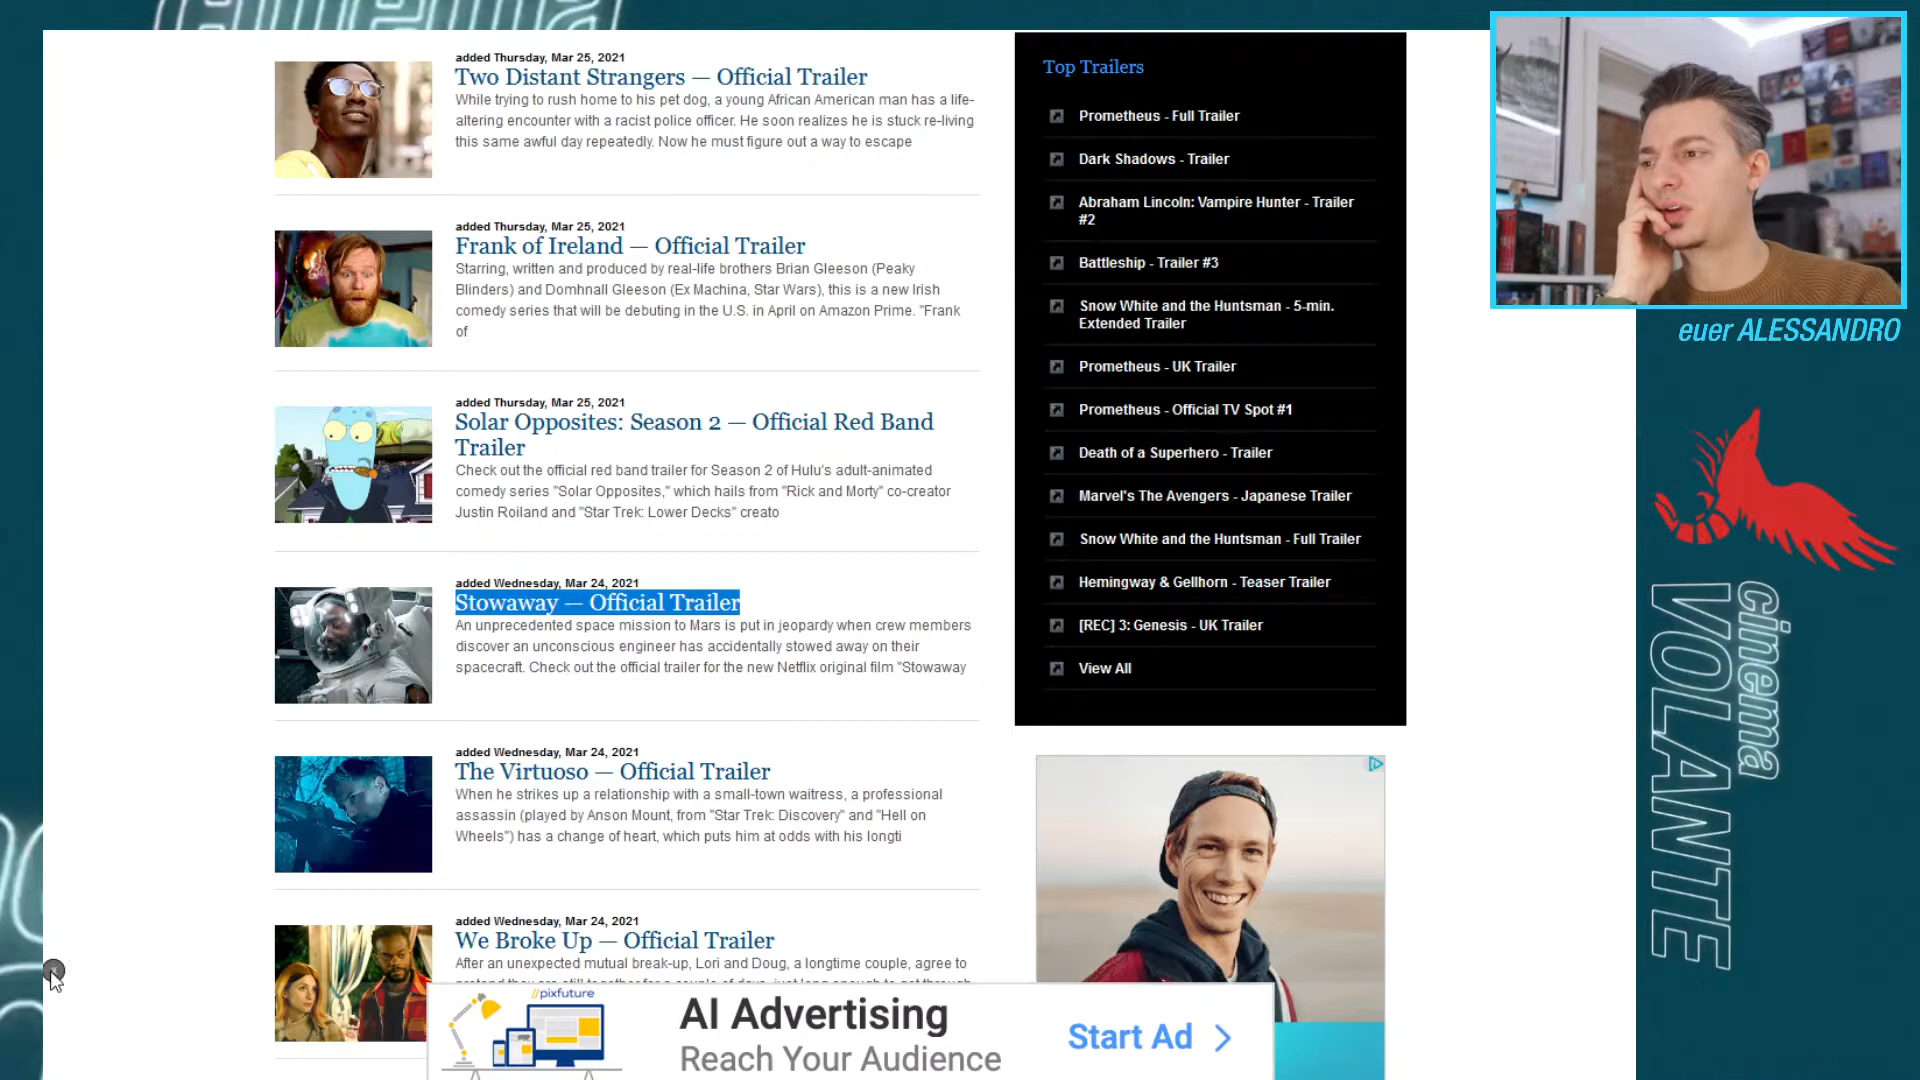 added Thursday, Mar 25, 2021
Two Distant Strangers — Official Trailer
While trying to rush home to his pet dog, a young African American man has a life-
altering encounter with a racist police officer. He soon realizes he is stuck re-living
this same awful day repeatedly. Now he must figure out a way to escape
added Thursday, Mar 25, 2021
Frank of Ireland — Official Trailer
Starring, written and produced by real-life brothers Brian Gleeson (Peaky
Blinders) and Domhnall Gleeson (Ex Machina, Star Wars), this is a new Irish
comedy series that will be debuting in the U.S. in April on Amazon Prime. "Frank
of
added Thursday, Mar 25, 2021
Solar Opposites: Season 2 — Official Red Band
Trailer
Check out the official red band trailer for Season 2 of Hulu's adult-animated
comedy series "Solar Opposites," which hails from "Rick and Morty" co-creator
Justin Roiland and "Star Trek: Lower Decks" creato
added Wednesday, Mar 24, 2021
Stowaway — Official Trailer
An unprecedented space mission to Mars is put in jeopardy when crew members
discover an unconscious engineer has accidentally stowed away on their
spacecraft. Check out the official trailer for the new Netflix original film "Stowaway
added Wednesday, Mar 24, 2021
The Virtuoso — Official Trailer
When he strikes up a relationship with a small-town waitress, a professional
assassin (played by Anson Mount, from "Star Trek: Discovery" and "Hell on
Wheels") has a change of heart, which puts him at odds with his longti
added Wednesday, Mar 24, 2021
We Broke Up — Official Trailer
After an unexpected mutual break-up, Lori and Doug, a longtime couple, agree to
Top Trailers
Prometheus - Full Trailer
Dark Shadows - Trailer
Abraham Lincoln: Vampire Hunter - Trailer
#2
Battleship - Trailer #3
Snow White and the Huntsman - 5-min.
Extended Trailer
Prometheus - UK Trailer
Prometheus - Official TV Spot #1
Death of a Superhero - Trailer
Marvel's The Avengers - Japanese Trailer
Snow White and the Huntsman - Full Trailer
Hemingway & Gellhorn - Teaser Trailer
[REC] 3: Genesis - UK Trailer
View All
//pixfuture
AI Advertising
Reach Your Audience
Start Ad
euer ALESSANDRO
cinema
VOLANTE